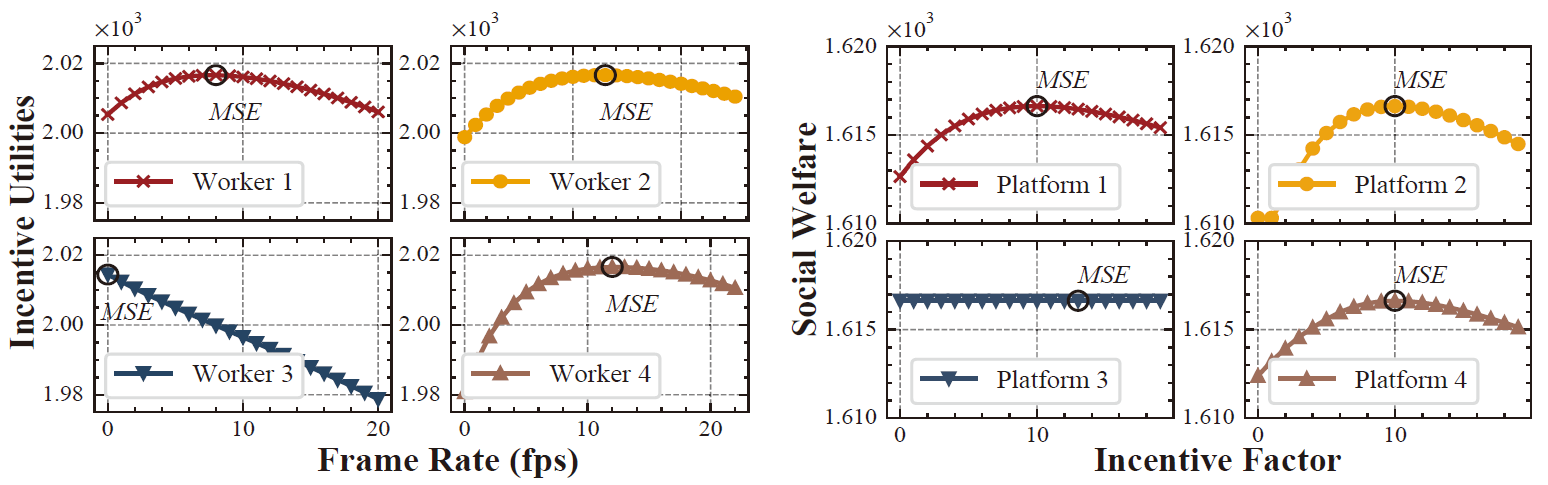 ×10³
×10³
2.02
2.00
1.98
MSE
Worker 1
2.02
2.00
1.98
MSE
Worker 2
2.02
2.00
1.98
MSE
Worker 3
0
10
20
2.02
2.00
1.98
MSE
Worker 4
0
10
20
Incentive Utilities
Frame Rate (fps)
×10³
×10³
1.620
1.615
1.610
MSE
Platform 1
1.620
1.615
1.610
MSE
Platform 2
1.620
1.615
1.610
MSE
Platform 3
0
10
1.620
1.615
1.610
MSE
Platform 4
0
10
Social Welfare
Incentive Factor